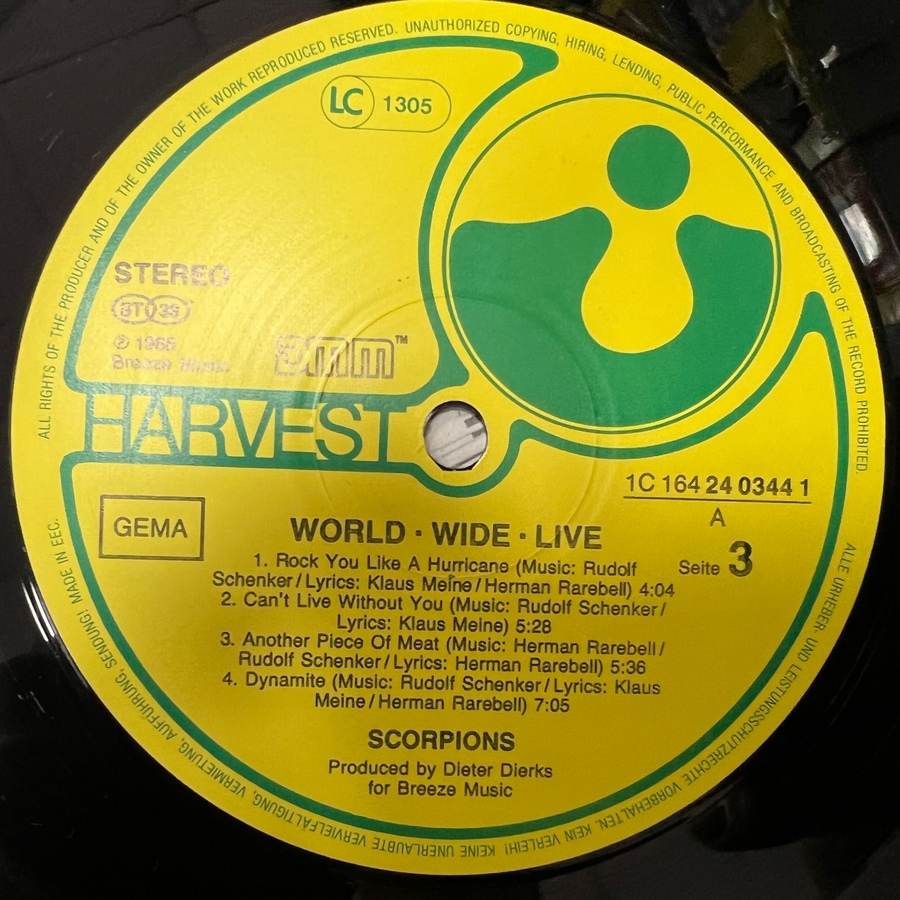 ALL RIGHTS OF THE PRODUCER AND OF THE OWNER OF THE WORK REPRODUCED RESERVED. UNAUTHORIZED COPYING, HIRING, LENDING, PUBLIC PERFORMANCE AND BROADCASTING OF THE RECORD PROHIBITED.
LC 1305
STEREO
ST 33
℗ 1985
Breeze Music
DMM™
HARVEST
1C 164 24 0344 1
A
GEMA
Seite 3
WORLD · WIDE · LIVE
1. Rock You Like A Hurricane (Music: Rudolf
Schenker/Lyrics: Klaus Meine/Herman Rarebell) 4:04
2. Can't Live Without You (Music: Rudolf Schenker/
Lyrics: Klaus Meine) 5:28
3. Another Piece Of Meat (Music: Herman Rarebell/
Rudolf Schenker/Lyrics: Herman Rarebell) 5:36
4. Dynamite (Music: Rudolf Schenker/Lyrics: Klaus
Meine/Herman Rarebell) 7:05
SCORPIONS
Produced by Dieter Dierks
for Breeze Music
ALLE URHEBER- UND LEISTUNGSSCHUTZRECHTE VORBEHALTEN. KEIN VERLEIH! KEINE UNERLAUBTE VERVIELFÄLTIGUNG, VERMIETUNG, AUFFÜHRUNG, SENDUNG! MADE IN EEC.